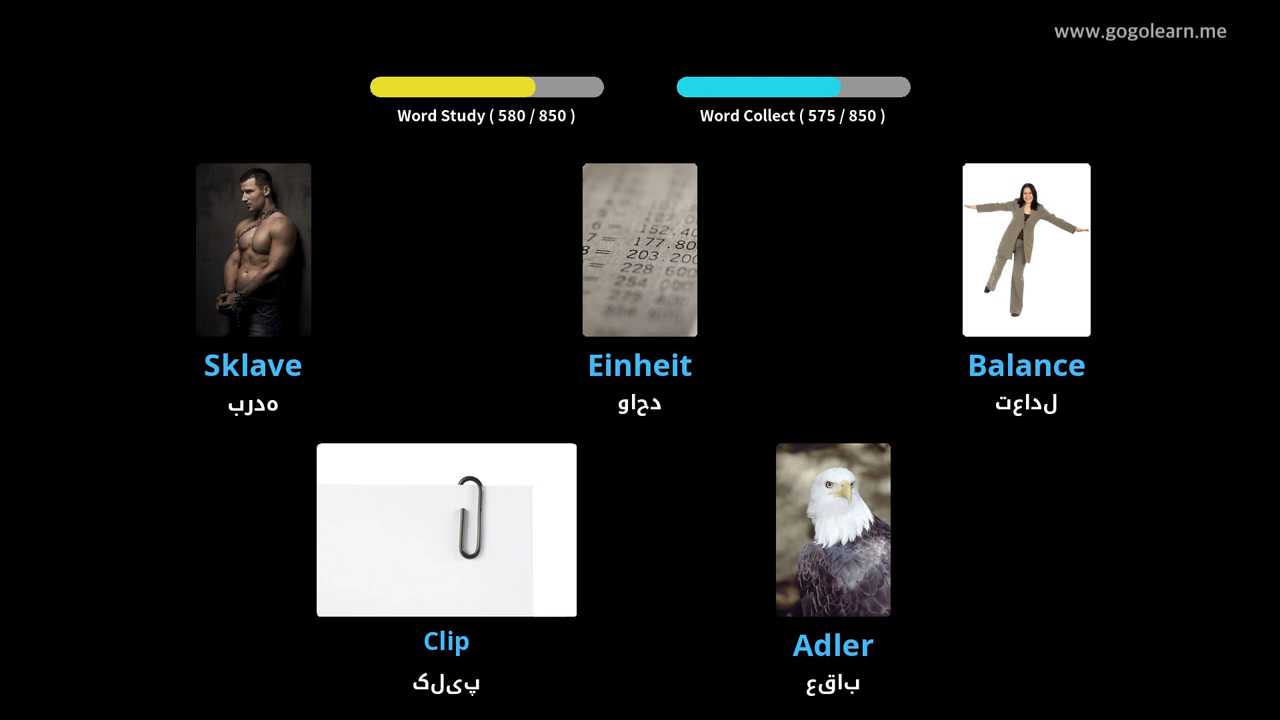 www.gogolearn.me
Word Study ( 580 / 850 )
Word Collect ( 575 / 850 )
Sklave
هدرب
Einheit
دحاو
Balance
لداعت
Clip
پیلک
Adler
باقع